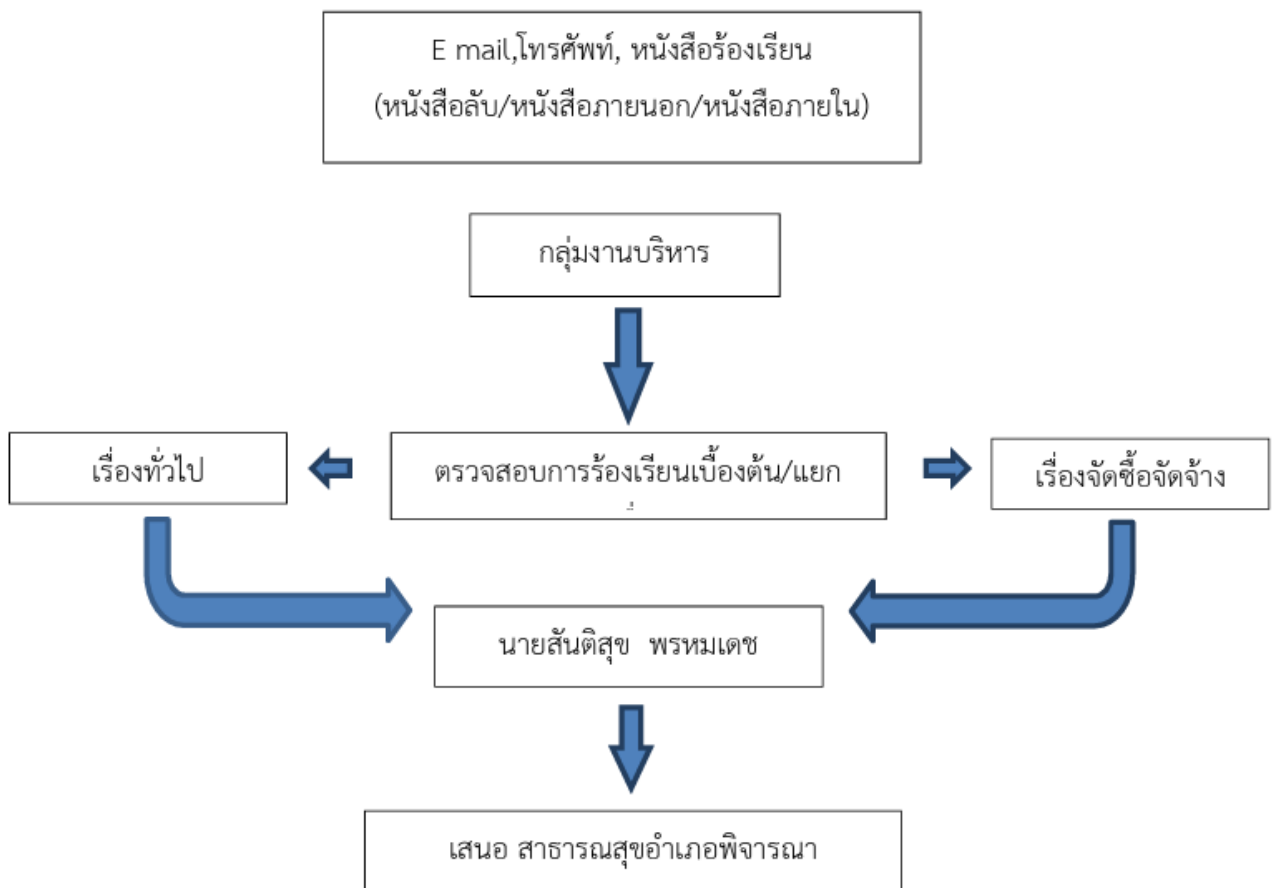 E mail,โทรศัพท์, หนังสือร้องเรียน
(หนังสือลับ/หนังสือภายนอก/หนังสือภายใน)
กลุ่มงานบริหาร
เรื่องทั่วไป
ตรวจสอบการร้องเรียนเบื้องต้น/แยก
เรื่องจัดซื้อจัดจ้าง
นายสันติสุข พรหมเดช
เสนอ สาธารณสุขอำเภอพิจารณา